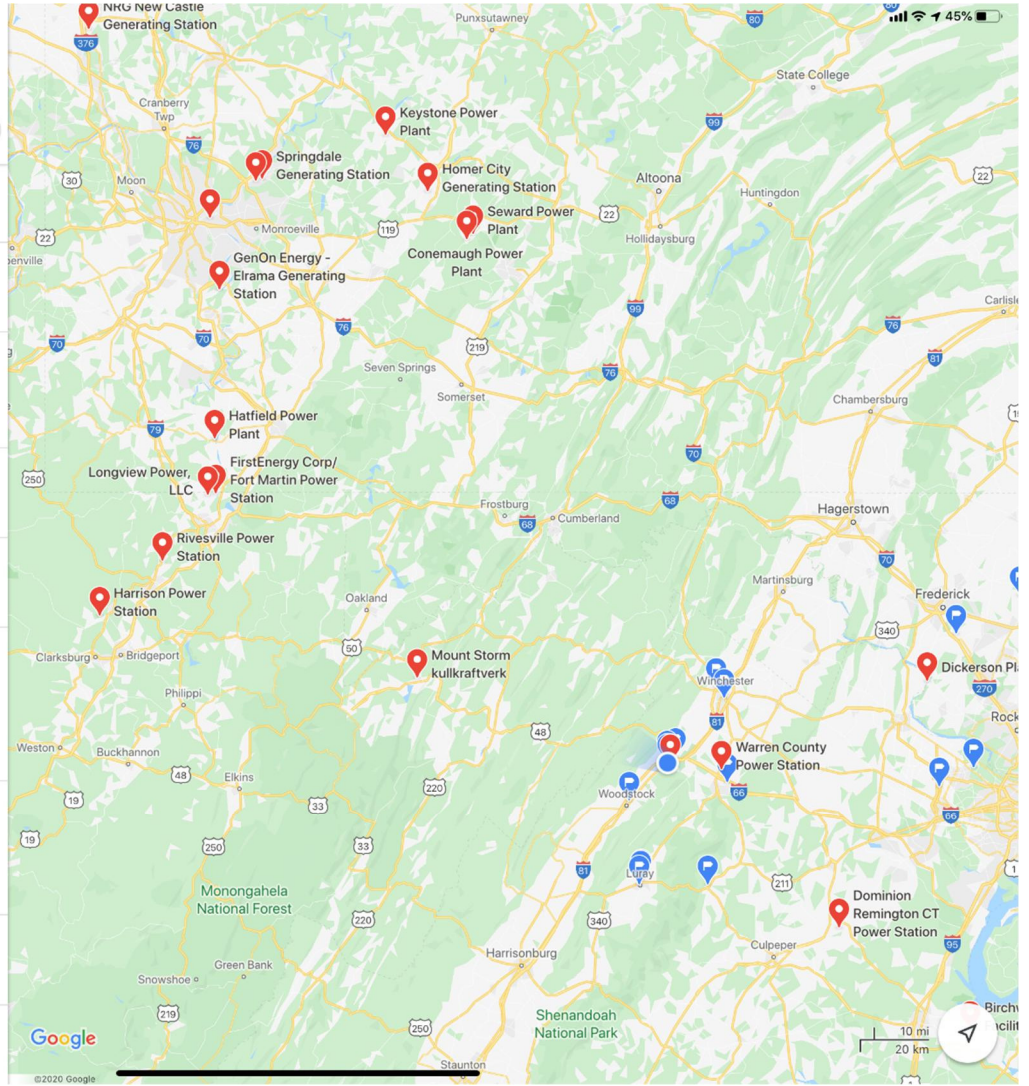 NRG New Castle
Generating Station
Punxsutawney
80
80
45%
376
State College
Cranberry
Twp
Keystone Power
Plant
99
76
Springdale
Generating Station
Homer City
Generating Station
30
Moon
Altoona
Huntingdon
22
Seward Power
Plant
22
119
Monroeville
22
Hollidaysburg
Conemaugh Power
Plant
GenOn Energy -
Elrama Generating
Station
99
Carlisle
70
70
76
76
81
219
Seven Springs
76
Somerset
Chambersburg
Hatfield Power
Plant
79
70
Longview Power,
LLC
FirstEnergy Corp/
Fort Martin Power
Station
250
Frostburg
68
68
Cumberland
Hagerstown
Rivesville Power
Station
70
Martinsburg
Harrison Power
Station
Oakland
Frederick
340
Clarksburg
Bridgeport
50
Mount Storm
kullkraftverk
Dickerson Pl
Winchester
270
Philippi
81
Rock
48
Weston
Buckhannon
Warren County
Power Station
48
Elkins
220
66
Woodstock
19
33
66
19
250
33
81
Luray
211
1
Monongahela
National Forest
Dominion
Remington CT
Power Station
220
340
95
Harrisonburg
Culpeper
Green Bank
Snowshoe
219
Shenandoah
National Park
Birchw
acilit
250
Google
10 mi
20 km
Staunton
©2020 Google